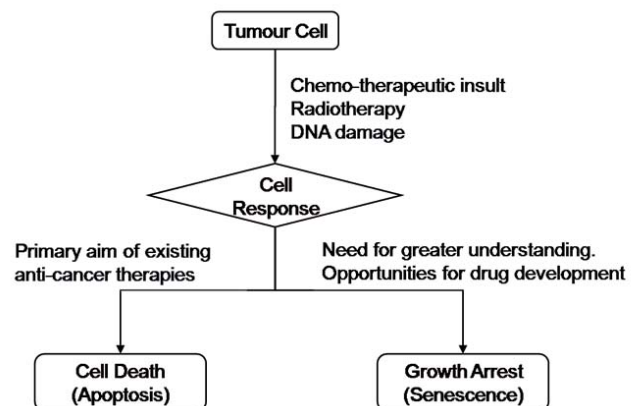 Tumour Cell
Chemo-therapeutic insult
Radiotherapy
DNA damage
Cell
Response
Primary aim of existing
anti-cancer therapies
Need for greater understanding.
Opportunities for drug development
Cell Death
(Apoptosis)
Growth Arrest
(Senescence)